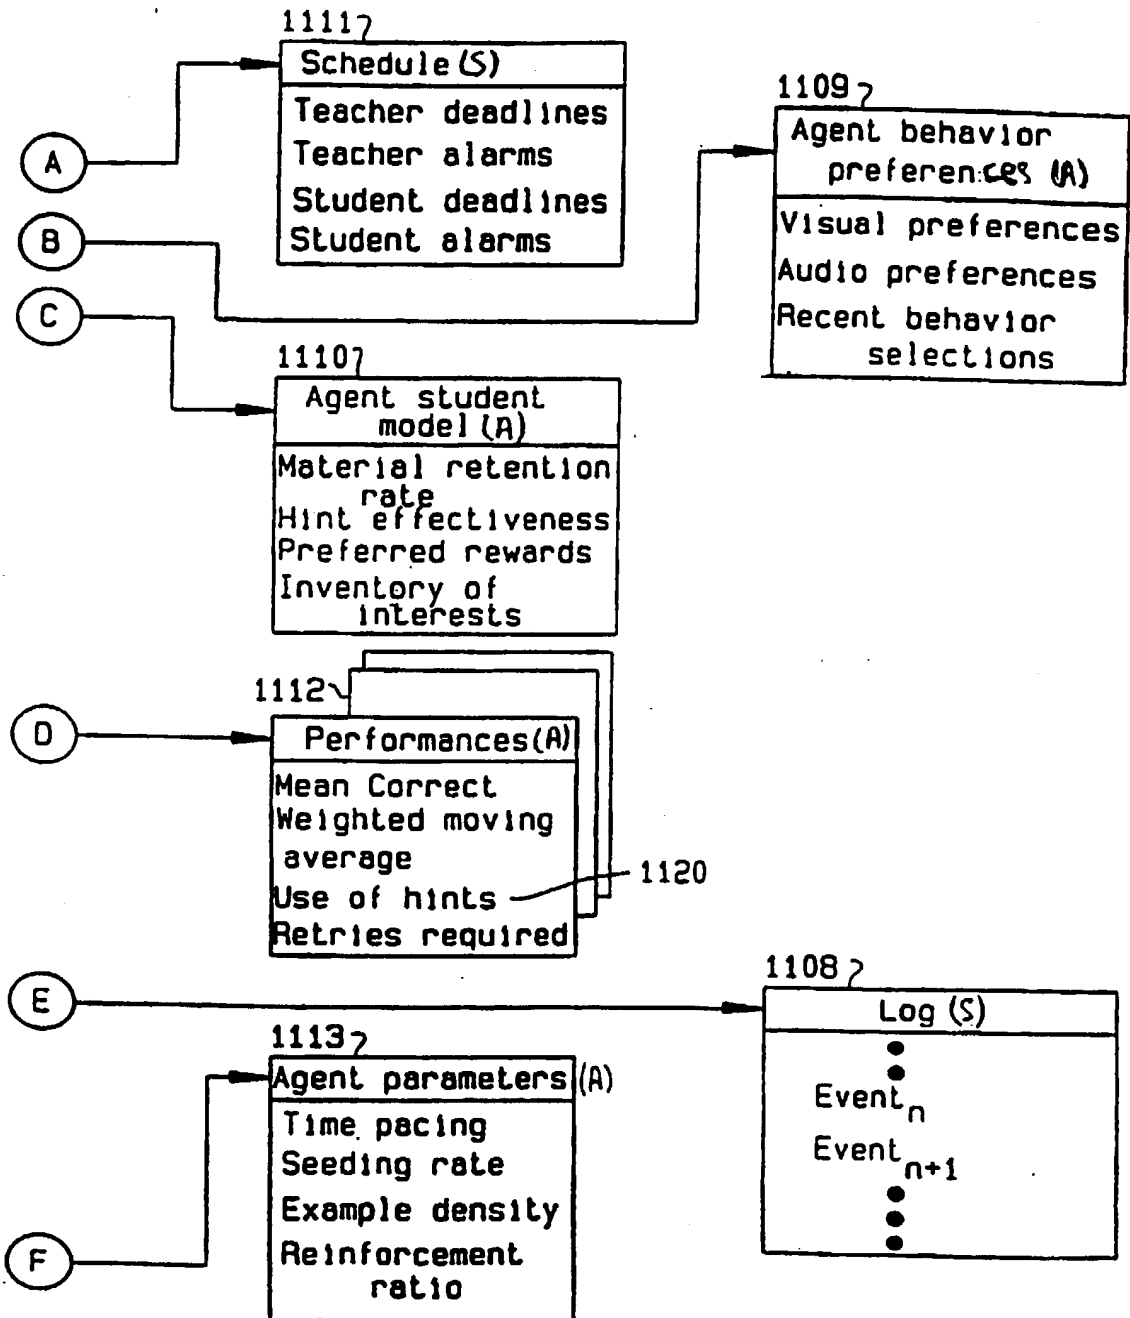 1111
Schedule (S)
Teacher deadlines
Teacher alarms
Student deadlines
Student alarms
A
B
C
1109
Agent behavior
preferences (A)
Visual preferences
Audio preferences
Recent behavior
selections
1110
Agent student
model (A)
Material retention
rate
Hint effectiveness
Preferred rewards
Inventory of
interests
1112
D
Performances (A)
Mean Correct
Weighted moving
average
Use of hints
1120
Retries required
E
1108
Log (S)
Event n
Event n+1
1113
Agent parameters (A)
Time pacing
Seeding rate
Example density
Reinforcement
ratio
F